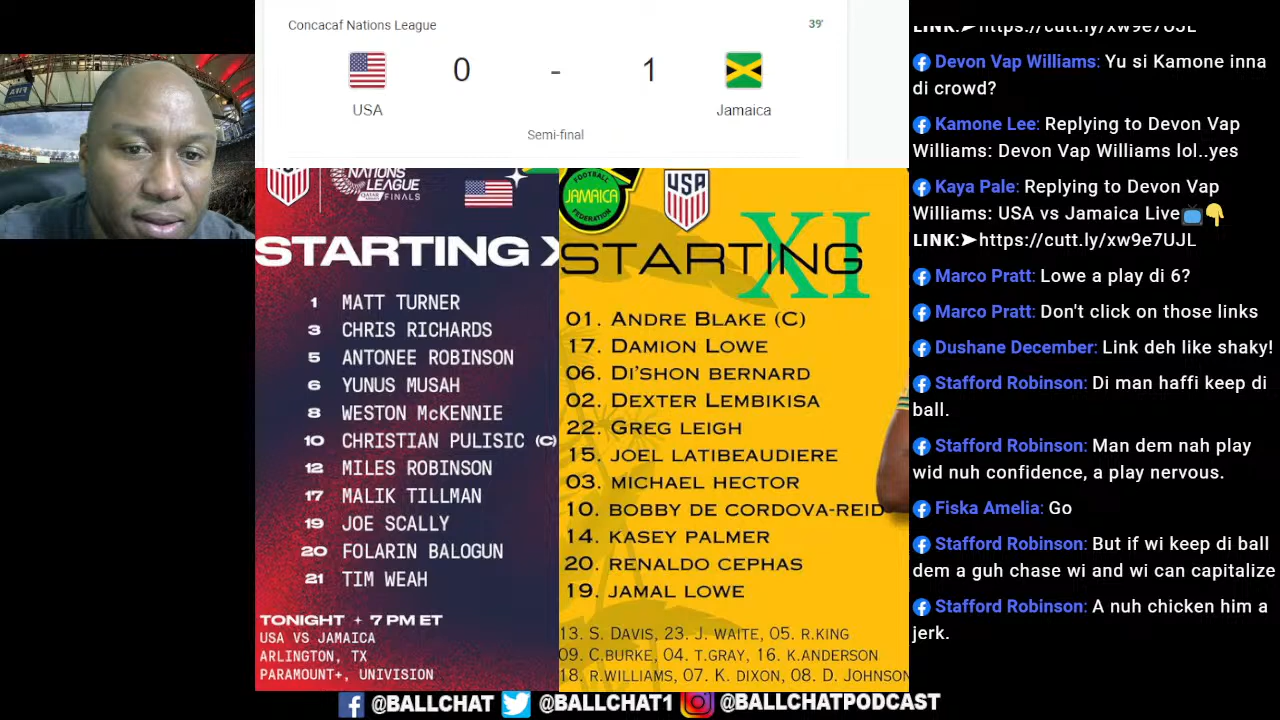 Concacaf Nations League
39'
0 - 1
USA
Jamaica
Semi-final
NATIONS
LEAGUE
FINALS
STARTING X
1 MATT TURNER
3 CHRIS RICHARDS
5 ANTONEE ROBINSON
6 YUNUS MUSAH
8 WESTON McKENNIE
10 CHRISTIAN PULISIC (C)
12 MILES ROBINSON
17 MALIK TILLMAN
19 JOE SCALLY
20 FOLARIN BALOGUN
21 TIM WEAH
TONIGHT + 7 PM ET
USA VS JAMAICA
ARLINGTON, TX
PARAMOUNT+, UNIVISION
FOOTBALL
JAMAICA
FEDERATION
USA
STARTING
XI
01. ANDRE BLAKE (C)
17. DAMION LOWE
06. DI'SHON BERNARD
02. DEXTER LEMBIKISA
22. GREG LEIGH
15. JOEL LATIBEAUDIERE
03. MICHAEL HECTOR
10. BOBBY DE CORDOVA-REID
14. KASEY PALMER
20. RENALDO CEPHAS
19. JAMAL LOWE
13. S. DAVIS, 23. J. WAITE, 05. R.KING
09. C.BURKE, 04. T.GRAY, 16. K.ANDERSON
18. R.WILLIAMS, 07. K. DIXON, 08. D. JOHNSON
LINK:➤https://cutt.ly/xw9e7UJL
Devon Vap Williams: Yu si Kamone inna
di crowd?
Kamone Lee: Replying to Devon Vap
Williams: Devon Vap Williams lol..yes
Kaya Pale: Replying to Devon Vap
Williams: USA vs Jamaica Live📺👇
LINK:➤https://cutt.ly/xw9e7UJL
Marco Pratt: Lowe a play di 6?
Marco Pratt: Don't click on those links
Dushane December: Link deh like shaky!
Stafford Robinson: Di man haffi keep di
ball.
Stafford Robinson: Man dem nah play
wid nuh confidence, a play nervous.
Fiska Amelia: Go
Stafford Robinson: But if wi keep di ball
dem a guh chase wi and wi can capitalize
Stafford Robinson: A nuh chicken him a
jerk.
@BALLCHAT @BALLCHAT1 @BALLCHATPODCAST